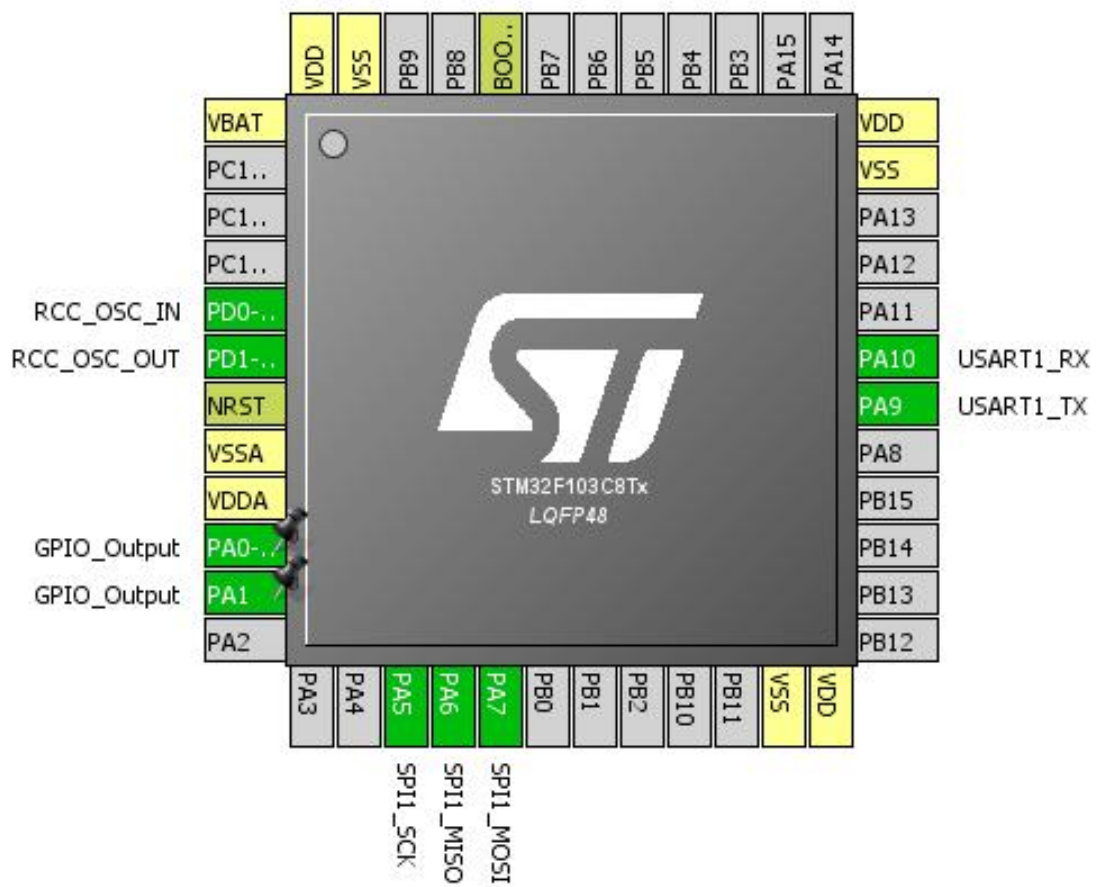 VDD
VSS
PB9
PB8
BOO..
PB7
PB6
PB5
PB4
PB3
PA15
PA14
VBAT
VDD
PC1..
VSS
PC1..
PA13
PC1..
PA12
RCC_OSC_IN PD0-..
PA11
RCC_OSC_OUT PD1-..
PA10 USART1_RX
NRST
PA9 USART1_TX
VSSA
PA8
VDDA
PB15
GPIO_Output PA0-..
PB14
GPIO_Output PA1
PB13
PA2
PB12
STM32F103C8Tx
LQFP48
PA3
PA4
PA5
PA6
PA7
PB0
PB1
PB2
PB10
PB11
VSS
VDD
SPI1_SCK
SPI1_MISO
SPI1_MOSI